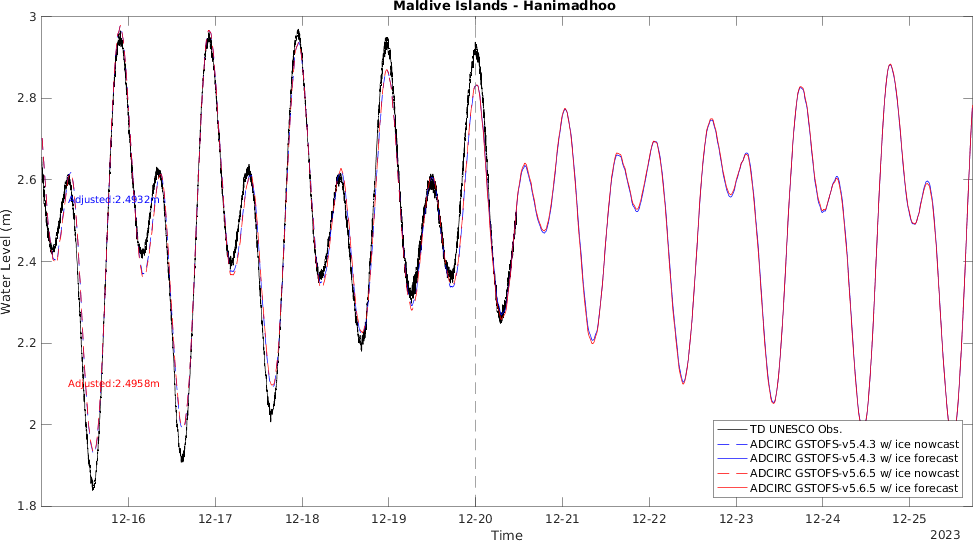 Maldive Islands - Hanimadhoo
Water Level (m)
3
2.8
2.6
2.4
2.2
2
1.8
Adjusted:2.4932m
Adjusted:2.4958m
TD UNESCO Obs.
ADCIRC GSTOFS-v5.4.3 w/ ice nowcast
ADCIRC GSTOFS-v5.4.3 w/ ice forecast
ADCIRC GSTOFS-v5.6.5 w/ ice nowcast
ADCIRC GSTOFS-v5.6.5 w/ ice forecast
12-16 12-17 12-18 12-19 12-20 12-21 12-22 12-23 12-24 12-25
Time
2023